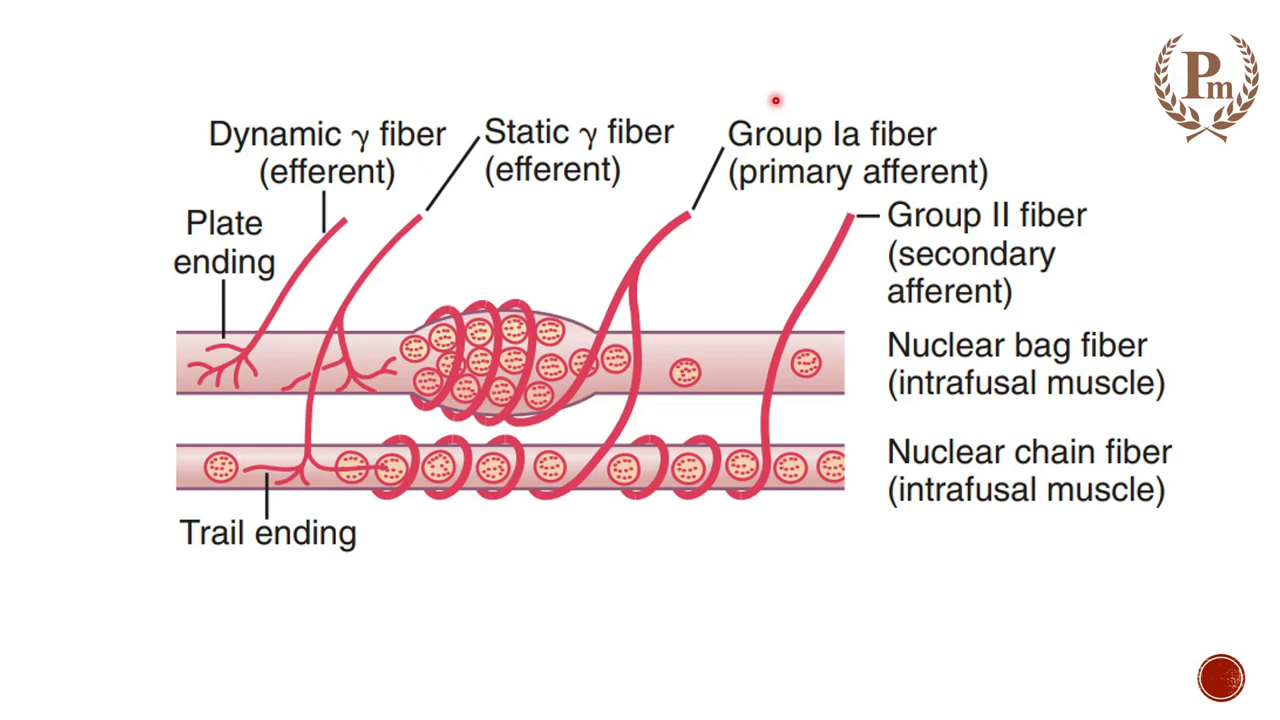 Pm
Dynamic γ fiber
(efferent)
Static γ fiber
(efferent)
Group Ia fiber
(primary afferent)
Plate
ending
Group II fiber
(secondary
afferent)
Nuclear bag fiber
(intrafusal muscle)
Nuclear chain fiber
(intrafusal muscle)
Trail ending